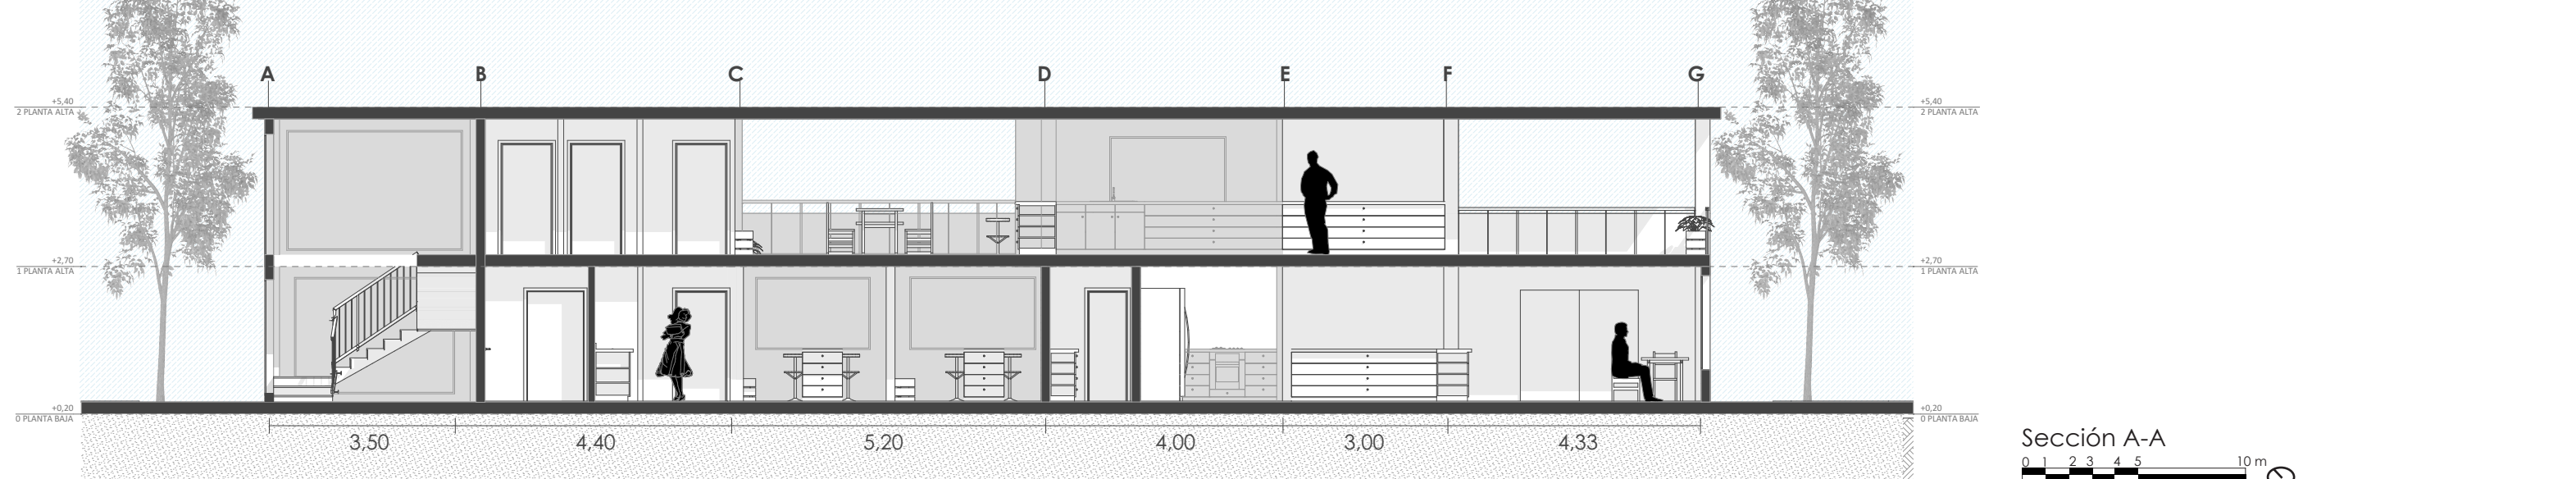 A B C D E F G
+5,40 +5,40
2 PLANTA ALTA 2 PLANTA ALTA
+2,70 +2,70
1 PLANTA ALTA 1 PLANTA ALTA
+0,20 +0,20
0 PLANTA BAJA 0 PLANTA BAJA
3,50 4,40 5,20 4,00 3,00 4,33
Sección A-A
0 1 2 3 4 5 10 m